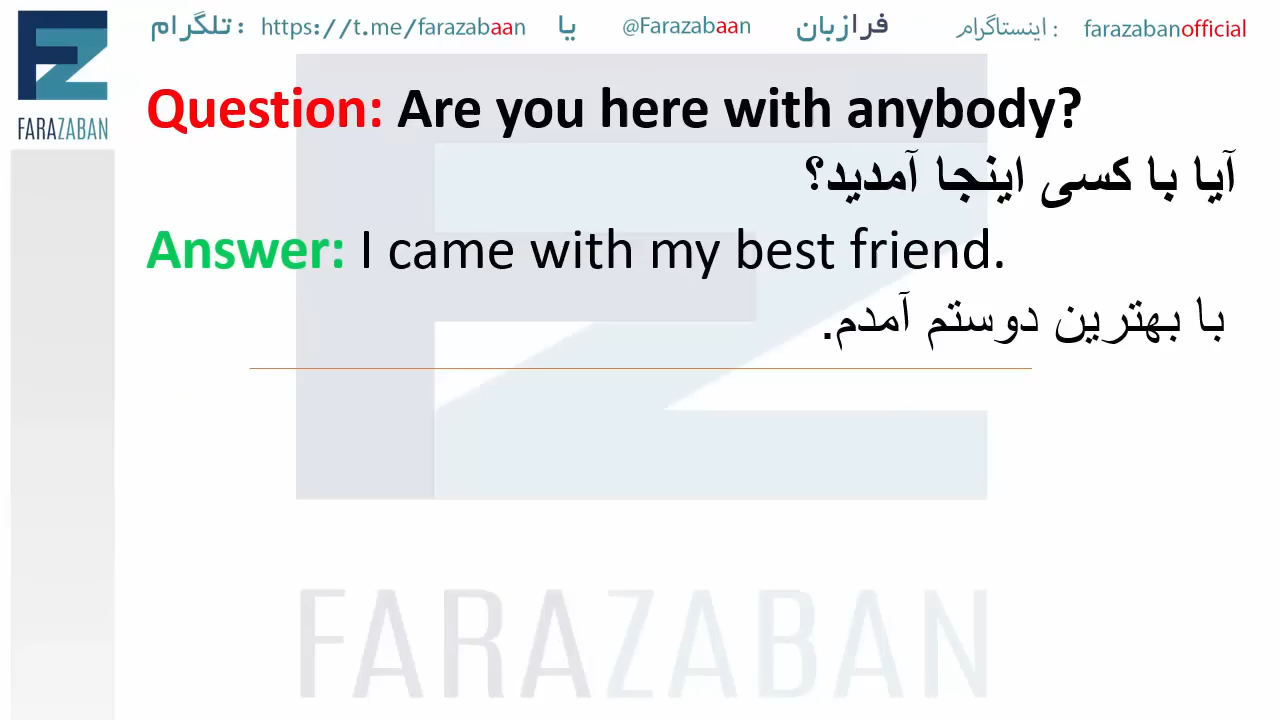 تلگرام : https://t.me/farazabaan یا @Farazabaan فرازبان اینستاگرام : farazabanofficial
FARAZABAN
Question: Are you here with anybody?
آیا با کسی اینجا آمدید؟
Answer: I came with my best friend.
با بهترین دوستم آمدم.
FARAZABAN